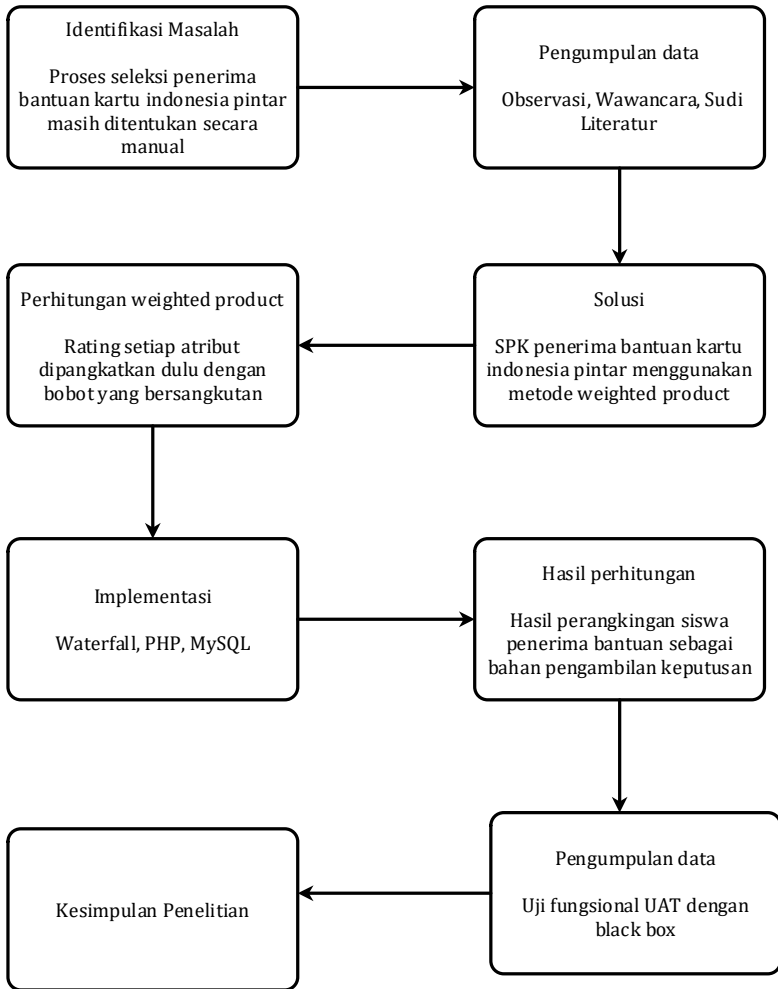 Identifikasi Masalah
Proses seleksi penerima
bantuan kartu indonesia pintar
masih ditentukan secara
manual
Pengumpulan data
Observasi, Wawancara, Sudi
Literatur
Solusi
SPK penerima bantuan kartu
indonesia pintar menggunakan
metode weighted product
Perhitungan weighted product
Rating setiap atribut
dipangkatkan dulu dengan
bobot yang bersangkutan
Implementasi
Waterfall, PHP, MySQL
Hasil perhitungan
Hasil perangkingan siswa
penerima bantuan sebagai
bahan pengambilan keputusan
Pengumpulan data
Uji fungsional UAT dengan
black box
Kesimpulan Penelitian